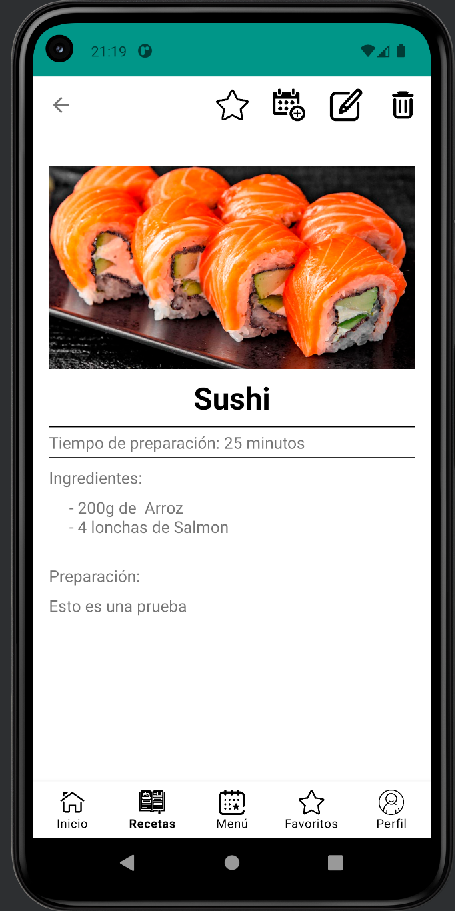 21:19
Sushi
Tiempo de preparación: 25 minutos
Ingredientes:
- 200g de  Arroz
- 4 lonchas de Salmon
Preparación:
Esto es una prueba
Inicio
Recetas
Menú
Favoritos
Perfil